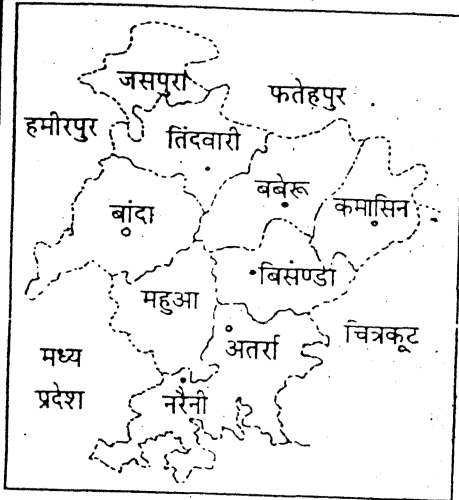 जसपुरा
फतेहपुर
हमीरपुर
तिंदवारी
बबेरू
कमासिन
बांदा
बिसंण्डा
महुआ
चित्रकूट
अतर्रा
मध्य
प्रदेश
नरैनी